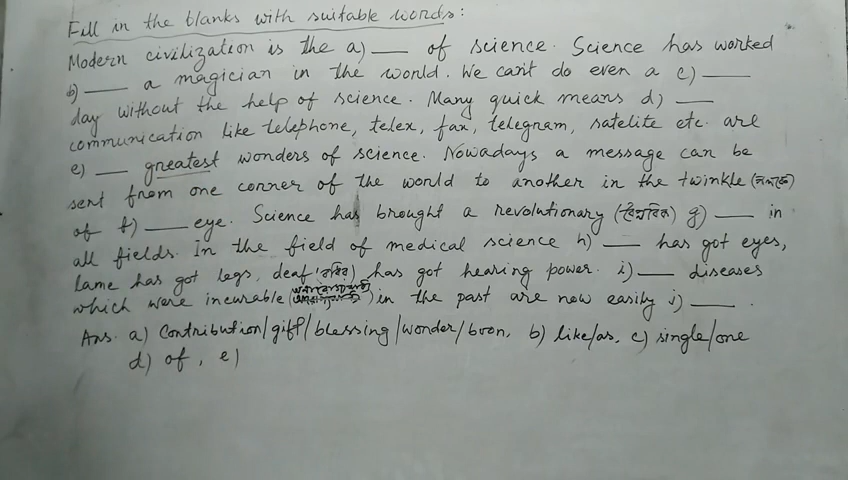 Fill in the blanks with suitable words:
Modern civilization is the a) ___ of science. Science has worked
b) ___ a magician in the world. We can't do even a c) ___
day without the help of science. Many quick means d) ___
communication like telephone, telex, fax, telegram, satelite etc. are
e) ___ greatest wonders of science. Nowadays a message can be
sent from one corner of the world to another in the twinkle (পলকে)
of f) ___ eye. Science has brought a revolutionary (বৈপ্লবিক) g) ___ in
all fields. In the field of medical science h) ___ has got eyes,
lame has got legs, deaf (বধির) has got hearing power. i) ___ diseases
which were incurable () in the past are now easily j) ___ .
Ans. a) Contribution/gift/blessing/wonder/boon, b) like/as, c) single/one
d) of, e)